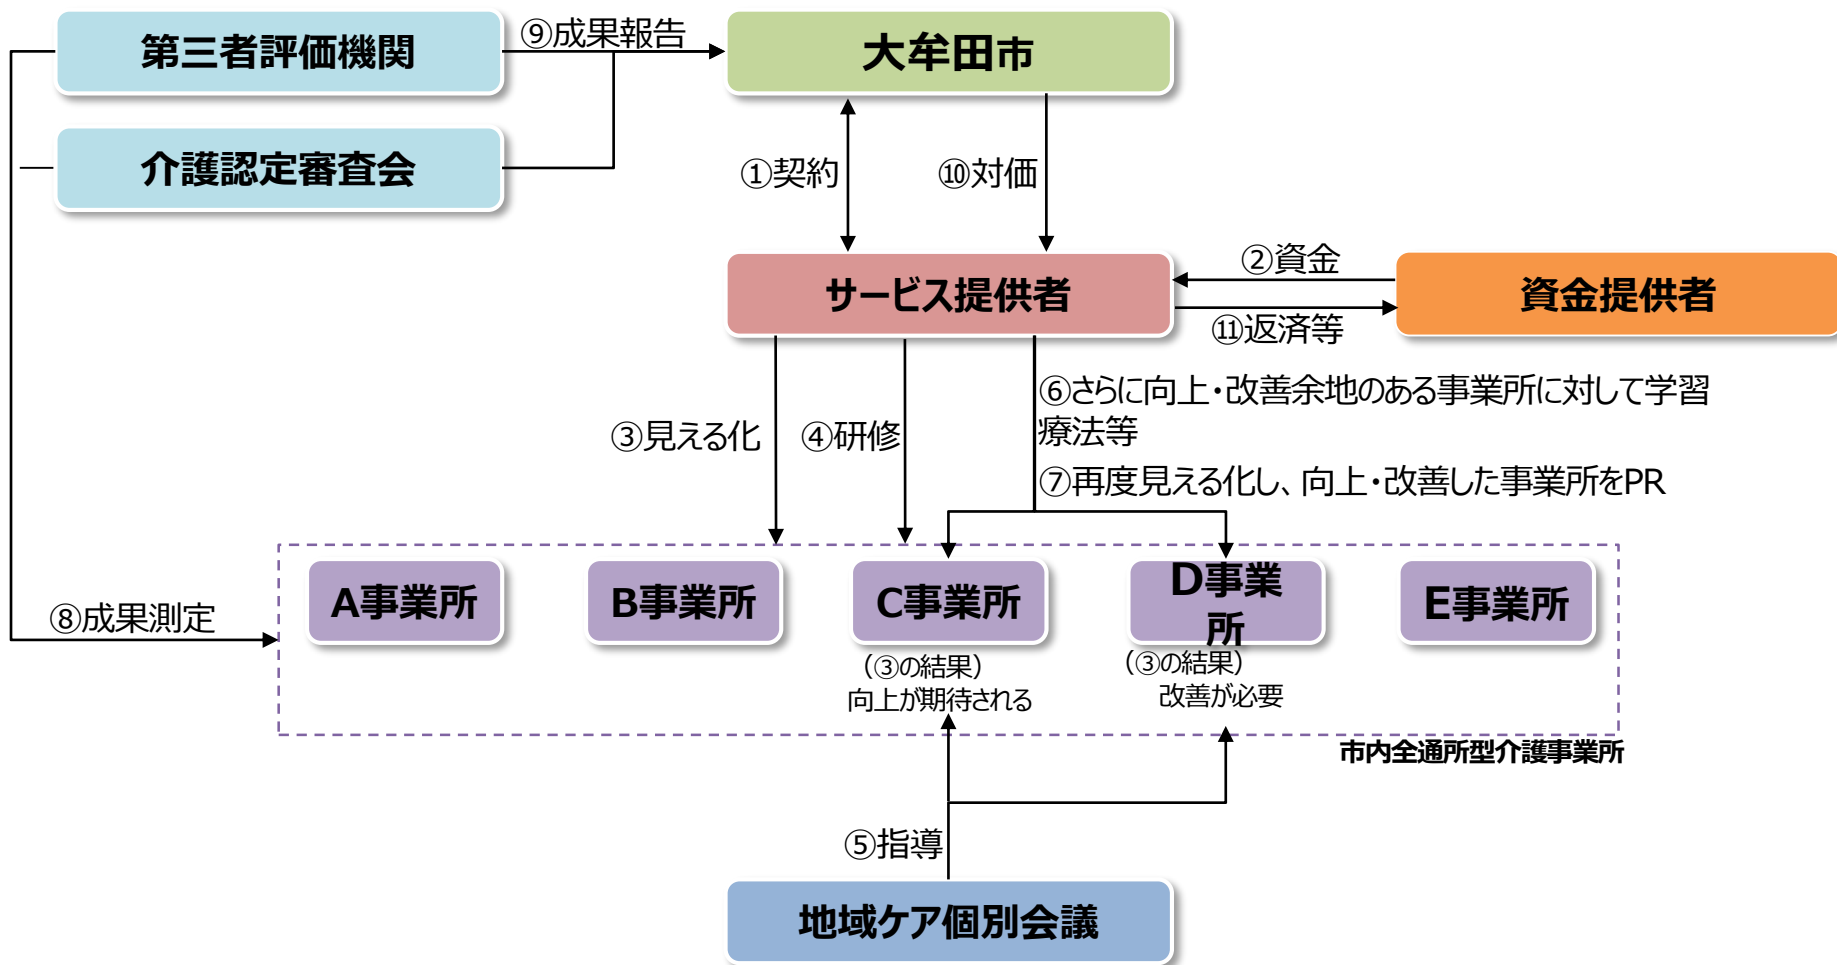 第三者評価機関
⑨成果報告
大牟田市
介護認定審査会
①契約
⑩対価
サービス提供者
②資金
資金提供者
⑪返済等
③見える化
④研修
⑥さらに向上・改善余地のある事業所に対して学習
療法等
⑦再度見える化し、向上・改善した事業所をPR
A事業所
B事業所
C事業所
D事業
所
E事業所
⑧成果測定
（③の結果）
向上が期待される
（③の結果）
改善が必要
市内全通所型介護事業所
⑤指導
地域ケア個別会議